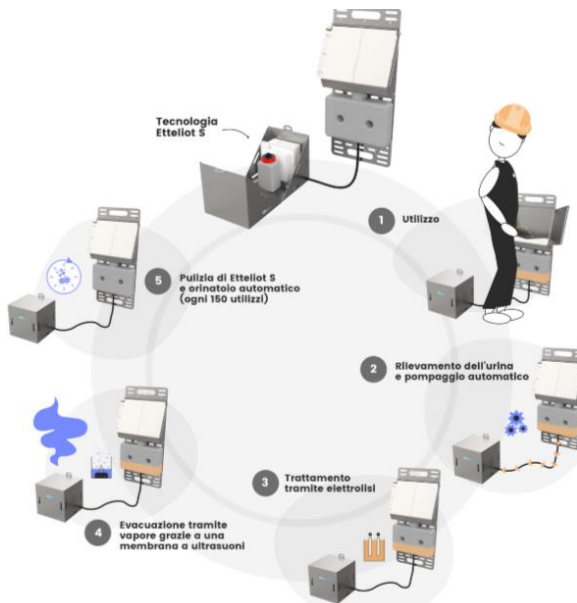 Tecnologia
Etteliot S
1 Utilizzo
2 Rilevamento dell'urina
e pompaggio automatico
3 Trattamento
tramite elettrolisi
4 Evacuazione tramite
vapore grazie a una
membrana a ultrasuoni
5 Pulizia di Etteliot S
e orinatoio automatico
(ogni 150 utilizzi)